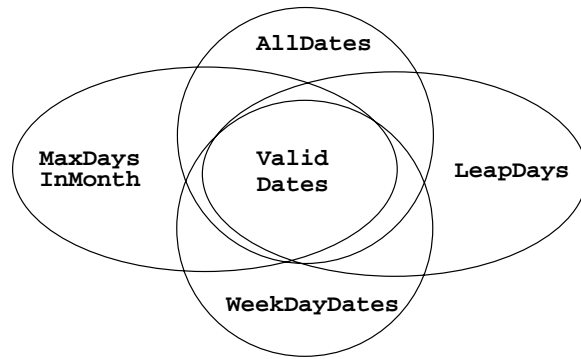 AllDates
MaxDays
InMonth
Valid
Dates
LeapDays
WeekDayDates